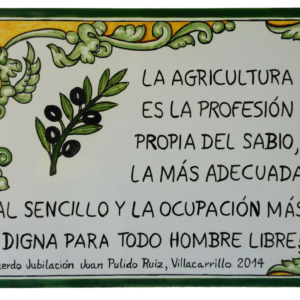 LA AGRICULTURA
ES LA PROFESIÓN
PROPIA DEL SABIO,
LA MÁS ADECUADA
AL SENCILLO Y LA OCUPACIÓN MÁS
DIGNA PARA TODO HOMBRE LIBRE
Jubilación Juan Pulido Ruiz, Villacarrillo 2014